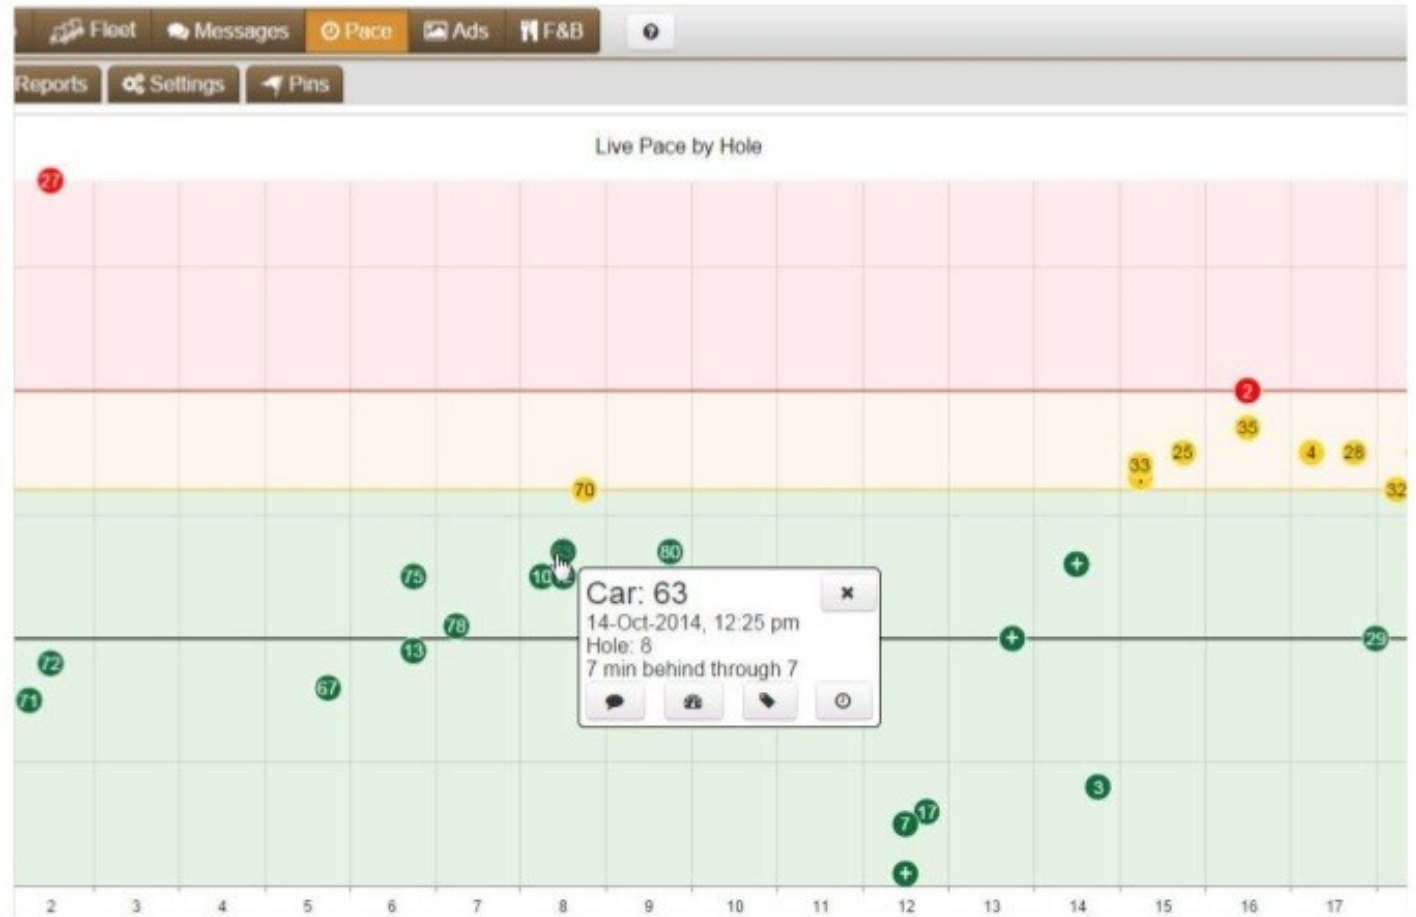 Fleet Messages Pace Ads F&B
Reports Settings Pins
Live Pace by Hole
27
2
35
25 4 28
33
70 32
80
75 10
78
13 29
72
67
71
Car: 63
14-Oct-2014, 12:25 pm
Hole: 8
7 min behind through 7
+
+
3
17
7
+
2 3 4 5 6 7 8 9 10 11 12 13 14 15 16 17